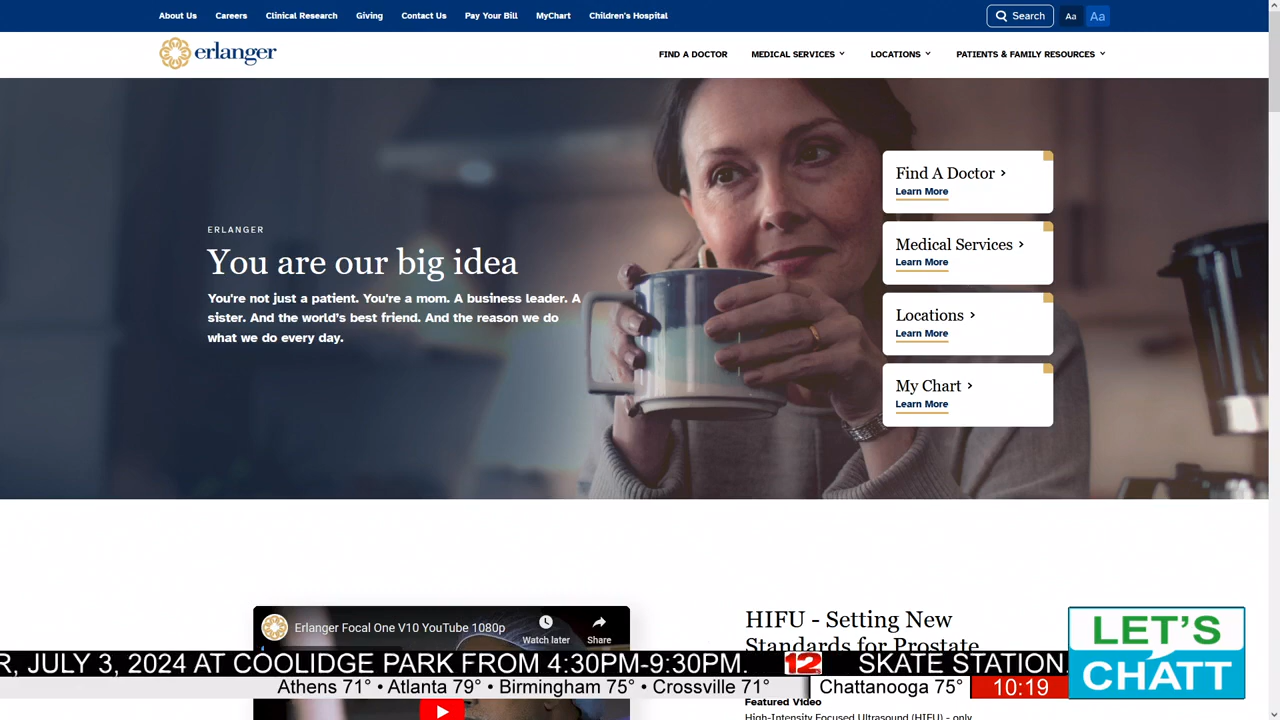 About Us Careers Clinical Research Giving Contact Us Pay Your Bill MyChart Children's Hospital Search Aa Aa
erlanger FIND A DOCTOR MEDICAL SERVICES LOCATIONS PATIENTS & FAMILY RESOURCES
ERLANGER
You are our big idea
You're not just a patient. You're a mom. A business leader. A
sister. And the world's best friend. And the reason we do
what we do every day.
Find A Doctor
Learn More
Medical Services
Learn More
Locations
Learn More
My Chart
Learn More
Erlanger Focal One V10 YouTube 1080p
Watch later Share
HIFU - Setting New
Standards for Prostate
LET'S
CHATT
R, JULY 3, 2024 AT COOLIDGE PARK FROM 4:30PM-9:30PM. 12 SKATE STATION.
Athens 71° • Atlanta 79° • Birmingham 75° • Crossville 71° Chattanooga 75° 10:19
Featured Video
High-Intensity Focused Ultrasound (HIFU) - only